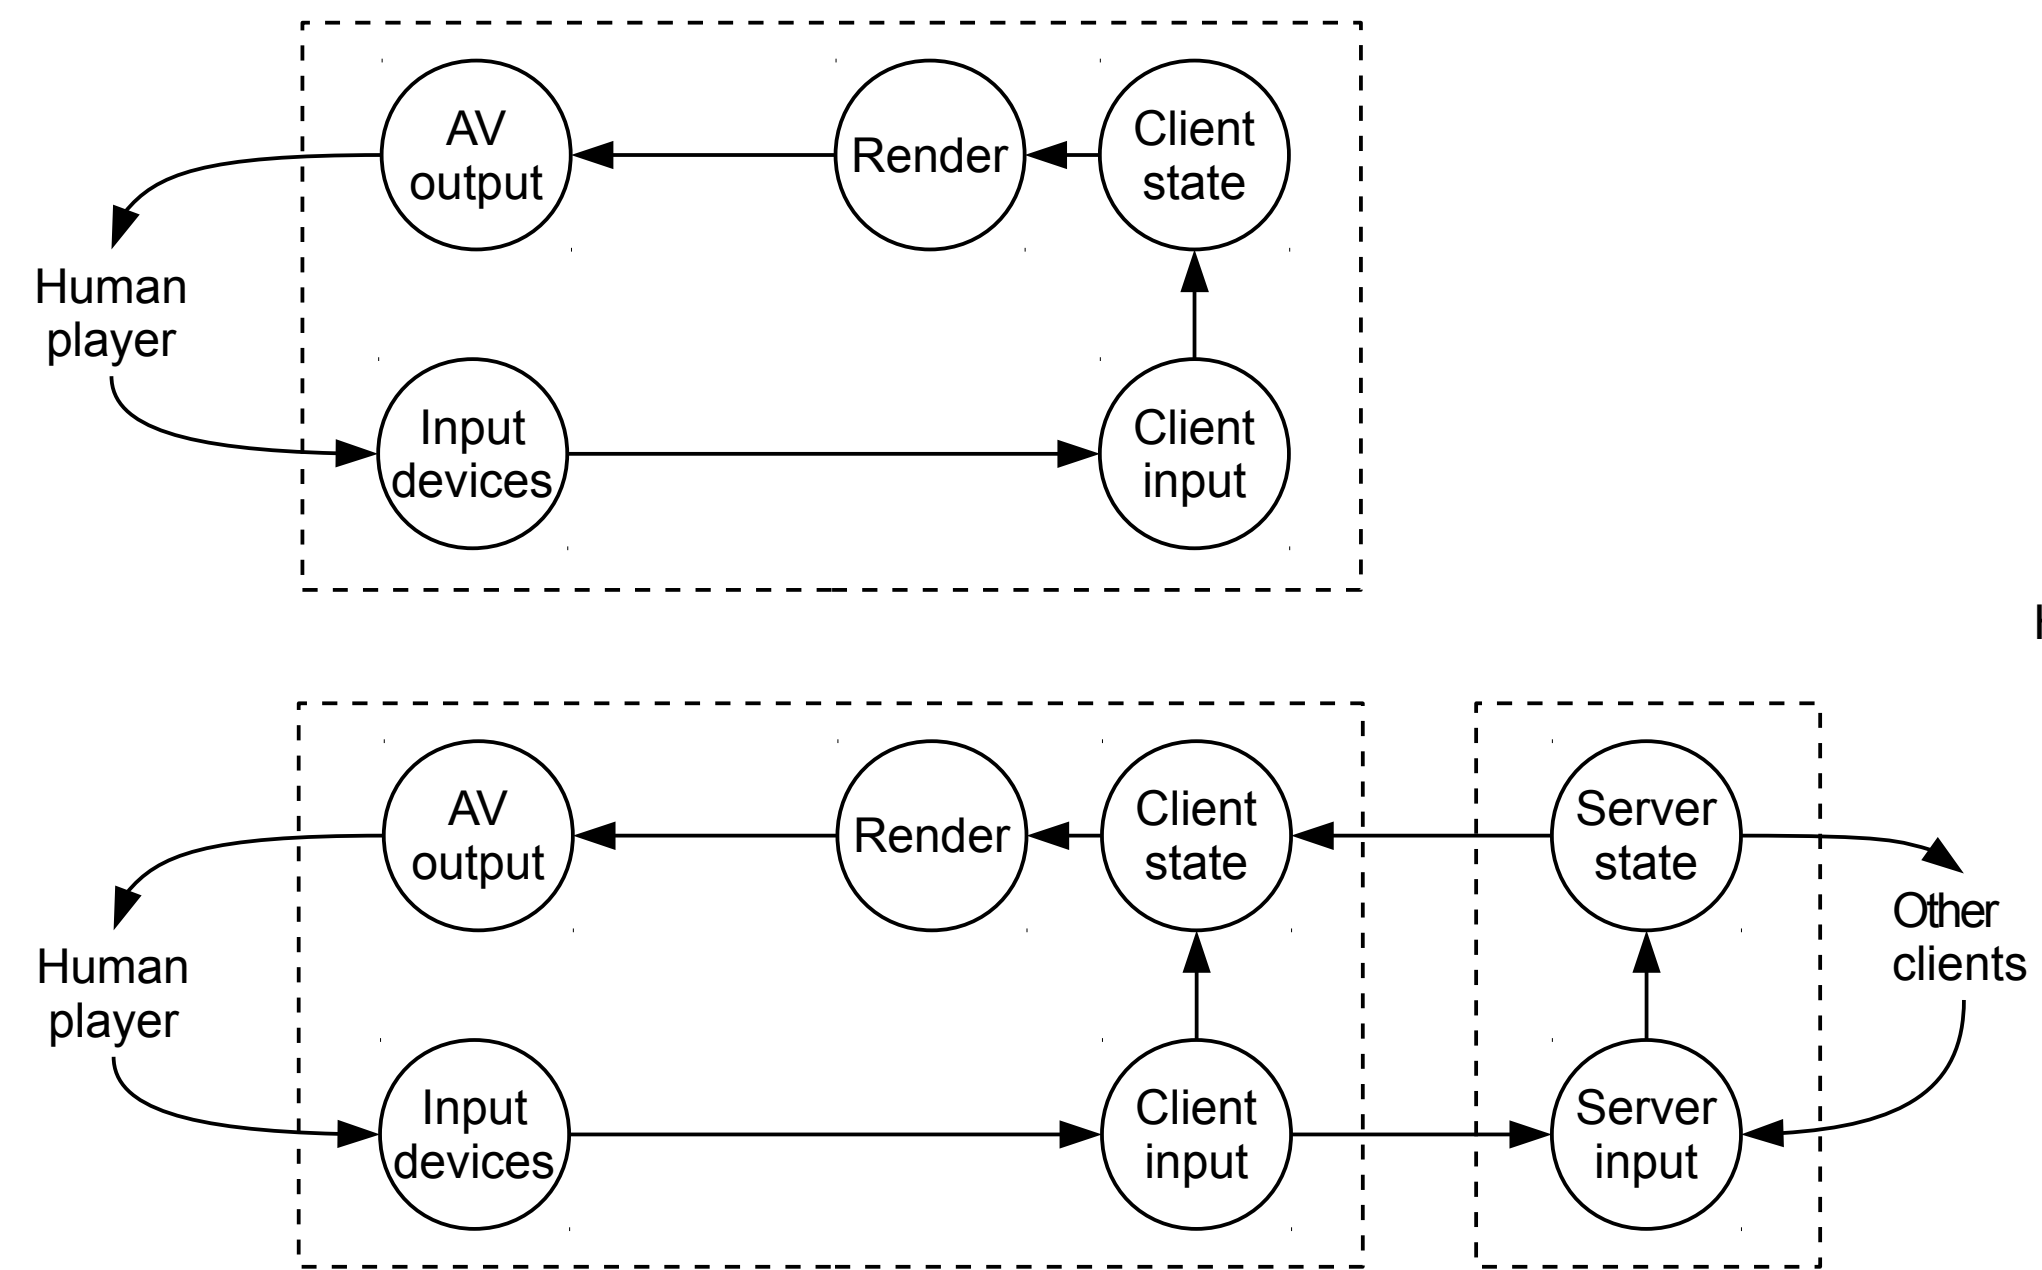 AV
output
Render
Client
state
Human
player
Input
devices
Client
input
AV
output
Render
Client
state
Server
state
Other
clients
Human
player
Input
devices
Client
input
Server
input